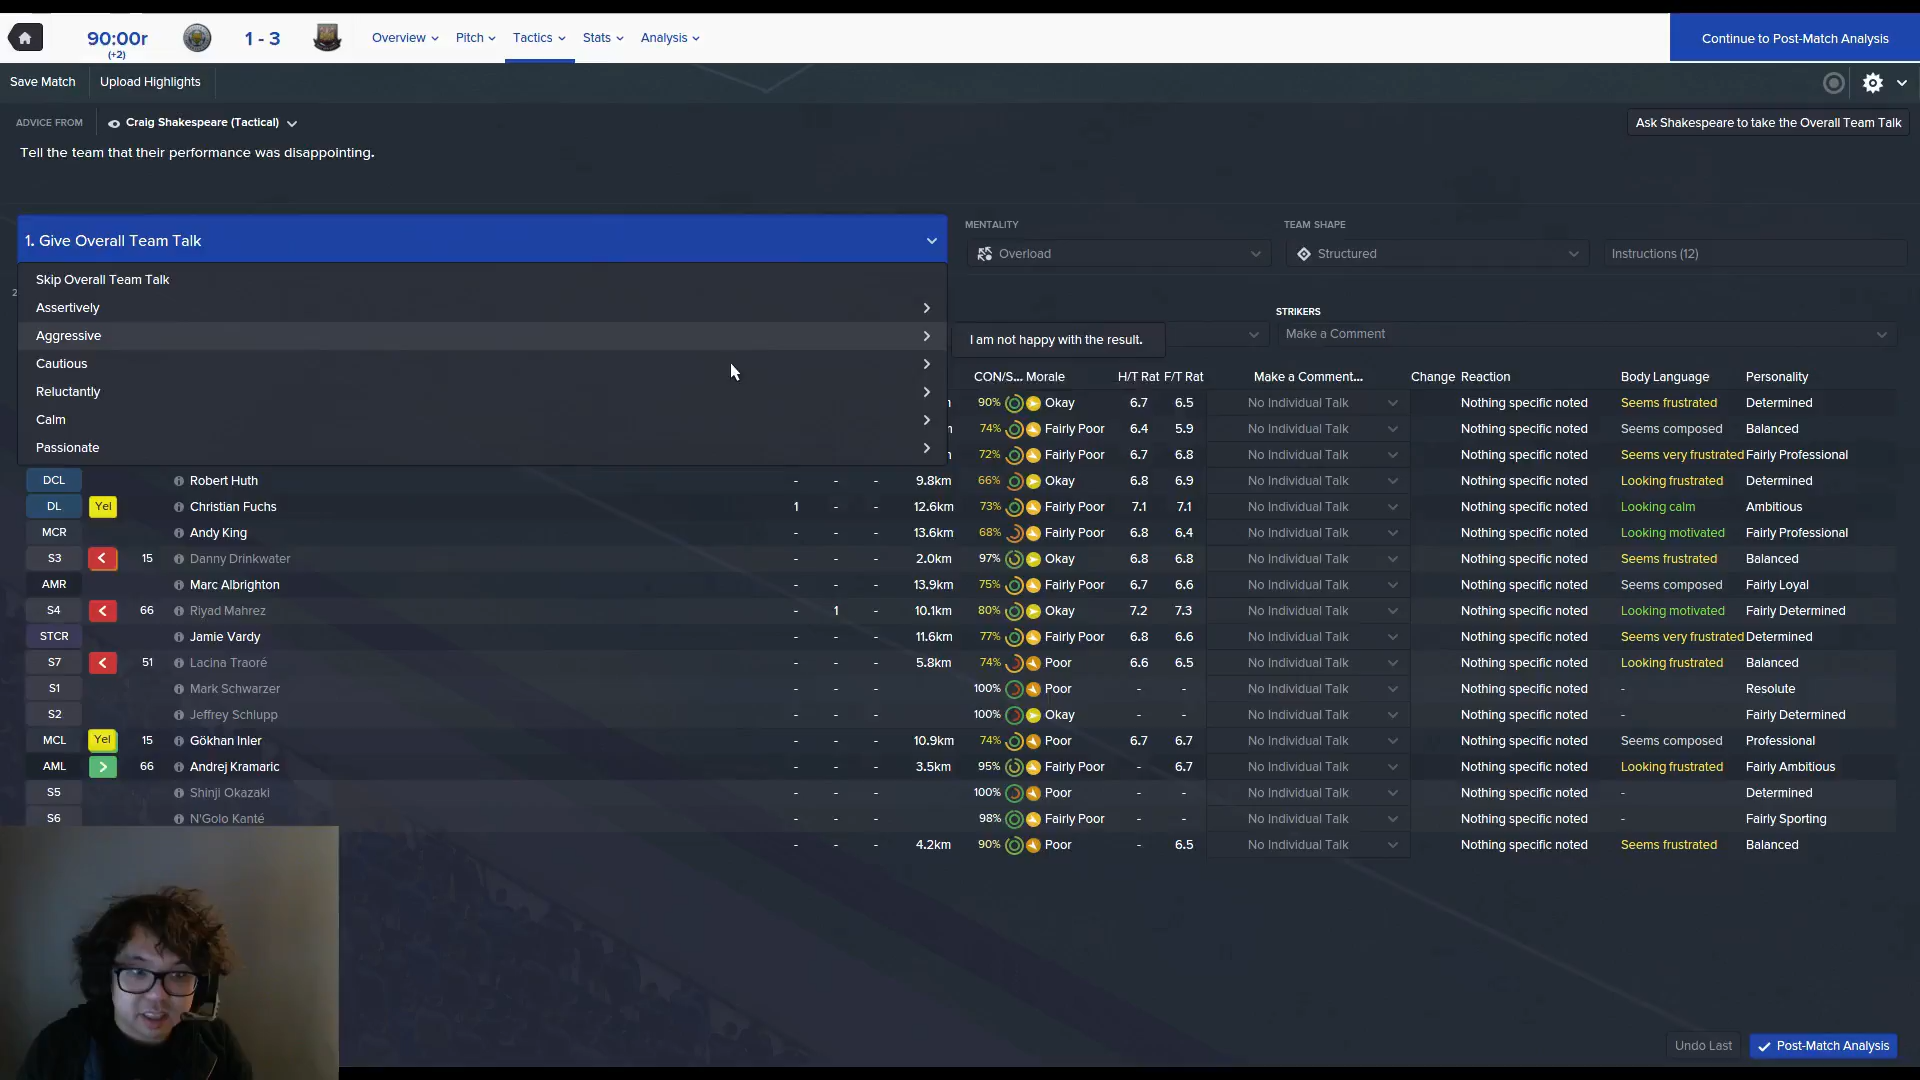 90:00r
(+2)
1 - 3
Overview
Pitch
Tactics
Stats
Analysis
Continue to Post-Match Analysis
Save Match
Upload Highlights
ADVICE FROM
Craig Shakespeare (Tactical)
Ask Shakespeare to take the Overall Team Talk
Tell the team that their performance was disappointing.
1. Give Overall Team Talk
MENTALITY
Overload
TEAM SHAPE
Structured
Instructions (12)
Skip Overall Team Talk
Assertively
Aggressive
Cautious
Reluctantly
Calm
Passionate
I am not happy with the result.
STRIKERS
Make a Comment
CON/S... Morale H/T Rat F/T Rat Make a Comment... Change Reaction Body Language Personality
90% Okay 6.7 6.5 No Individual Talk Nothing specific noted Seems frustrated Determined
74% Fairly Poor 6.4 5.9 No Individual Talk Nothing specific noted Seems composed Balanced
72% Fairly Poor 6.7 6.8 No Individual Talk Nothing specific noted Seems very frustrated Fairly Professional
DCL Robert Huth - - - 9.8km 66% Okay 6.8 6.9 No Individual Talk Nothing specific noted Looking frustrated Determined
DL Yel Christian Fuchs 1 - - 12.6km 73% Fairly Poor 7.1 7.1 No Individual Talk Nothing specific noted Looking calm Ambitious
MCR Andy King - - - 13.6km 68% Fairly Poor 6.8 6.4 No Individual Talk Nothing specific noted Looking motivated Fairly Professional
S3 15 Danny Drinkwater - - - 2.0km 97% Okay 6.8 6.8 No Individual Talk Nothing specific noted Seems frustrated Balanced
AMR Marc Albrighton - - - 13.9km 75% Fairly Poor 6.7 6.6 No Individual Talk Nothing specific noted Seems composed Fairly Loyal
S4 66 Riyad Mahrez - 1 - 10.1km 80% Okay 7.2 7.3 No Individual Talk Nothing specific noted Looking motivated Fairly Determined
STCR Jamie Vardy - - - 11.6km 77% Fairly Poor 6.8 6.6 No Individual Talk Nothing specific noted Seems very frustrated Determined
S7 51 Lacina Traoré - - - 5.8km 74% Poor 6.6 6.5 No Individual Talk Nothing specific noted Looking frustrated Balanced
S1 Mark Schwarzer - - - 100% Poor - - No Individual Talk Nothing specific noted - Resolute
S2 Jeffrey Schlupp - - - 100% Okay - - No Individual Talk Nothing specific noted - Fairly Determined
MCL Yel 15 Gökhan Inler - - - 10.9km 74% Poor 6.7 6.7 No Individual Talk Nothing specific noted Seems composed Professional
AML 66 Andrej Kramaric - - - 3.5km 95% Fairly Poor - 6.7 No Individual Talk Nothing specific noted Looking frustrated Fairly Ambitious
S5 Shinji Okazaki - - - 100% Poor - - No Individual Talk Nothing specific noted - Determined
S6 N'Golo Kanté - - - 98% Fairly Poor - - No Individual Talk Nothing specific noted - Fairly Sporting
- - - 4.2km 90% Poor - 6.5 No Individual Talk Nothing specific noted Seems frustrated Balanced
Undo Last
Post-Match Analysis